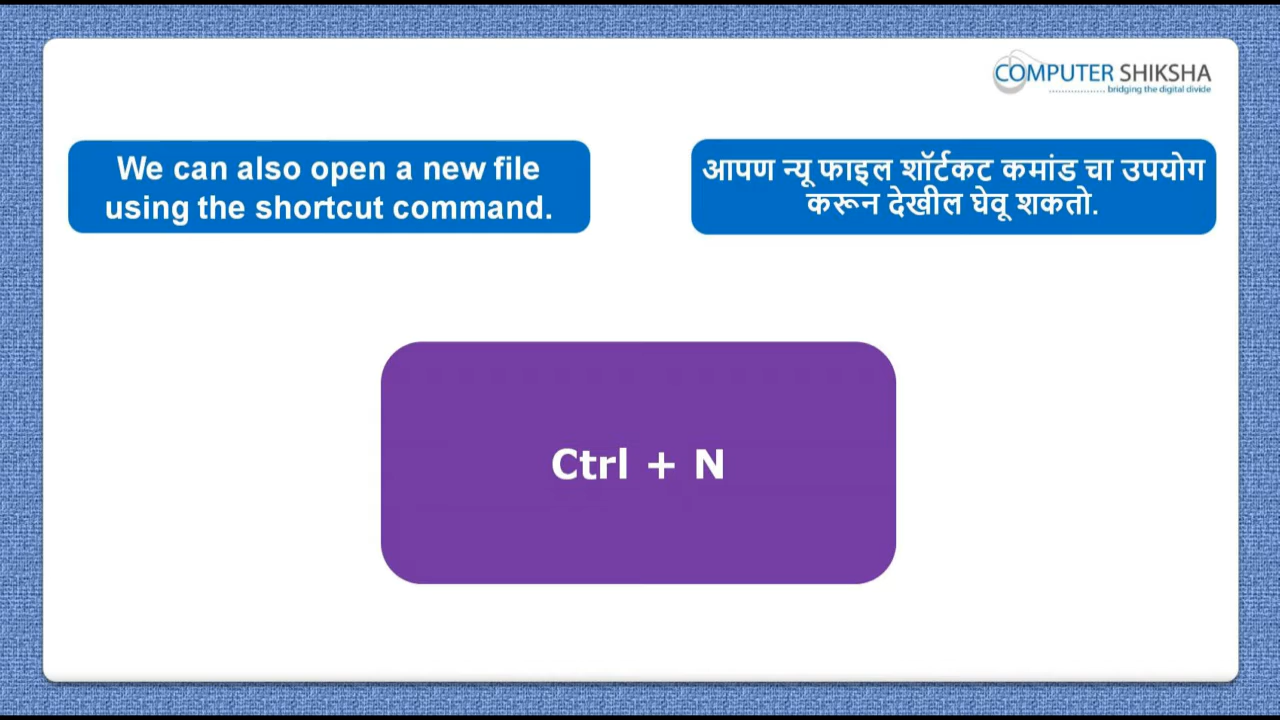 COMPUTER SHIKSHA
bridging the digital divide
We can also open a new file
using the shortcut command.
आपण न्यू फाइल शॉर्टकट कमांड चा उपयोग
करून देखील घेवू शकतो.
Ctrl + N